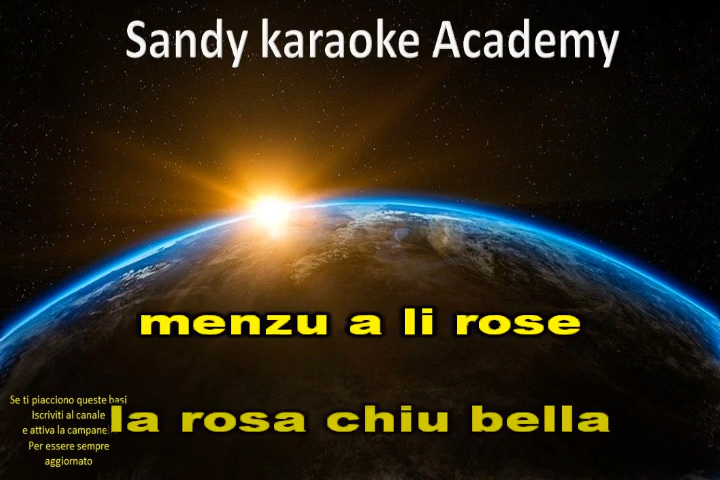 Sandy karaoke Academy
menzu a li rose
la rosa chiu bella
Se ti piacciono queste basi
Iscriviti al canale
e attiva la
Per essere sempre
aggiornato